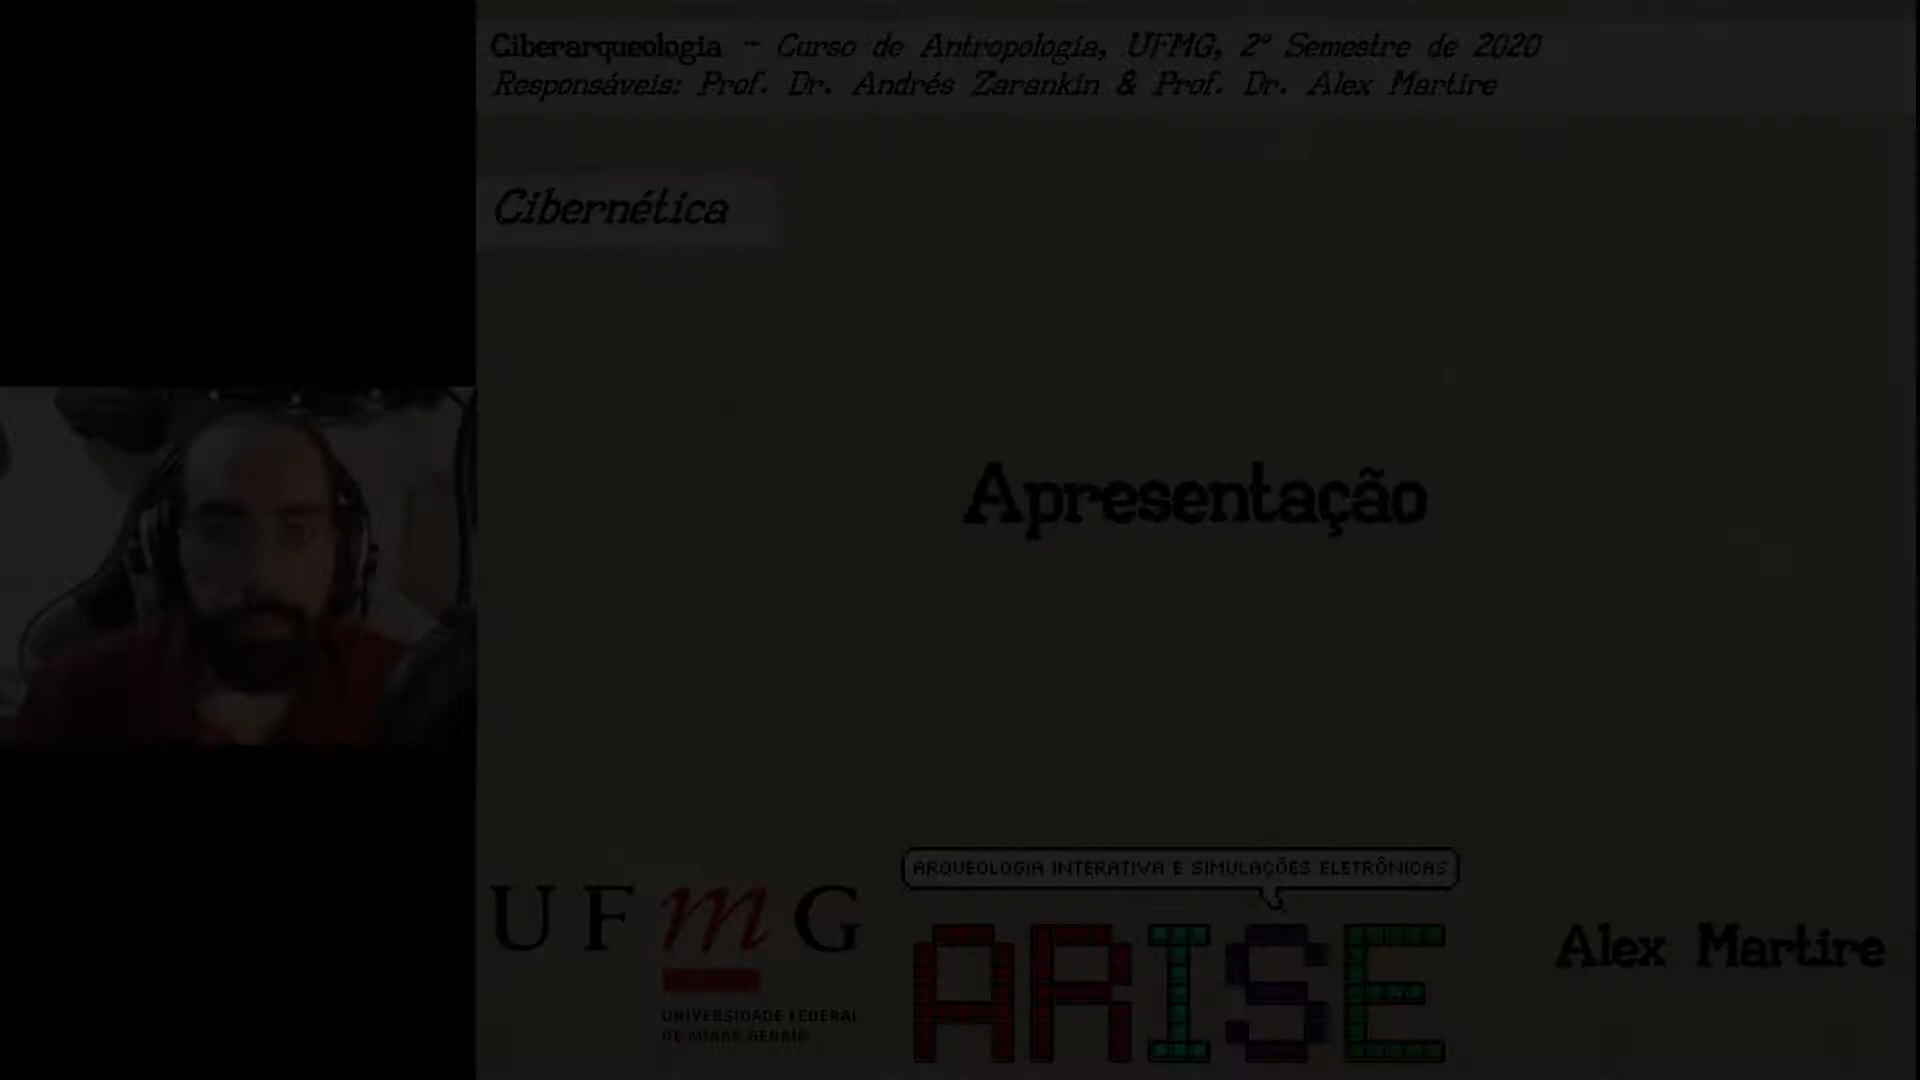 Ciberarqueologia - Curso de Antropologia, UFMG, 2º Semestre de 2020
Responsáveis: Prof. Dr. Andrés Zarankin & Prof. Dr. Alex Martire
Cibernética
Apresentação
ARQUEOLOGIA INTERATIVA E SIMULAÇÕES ELETRÔNICAS
UFmG
UNIVERSIDADE FEDERAL
DE MINAS GERAIS
ARISE
Alex Martire